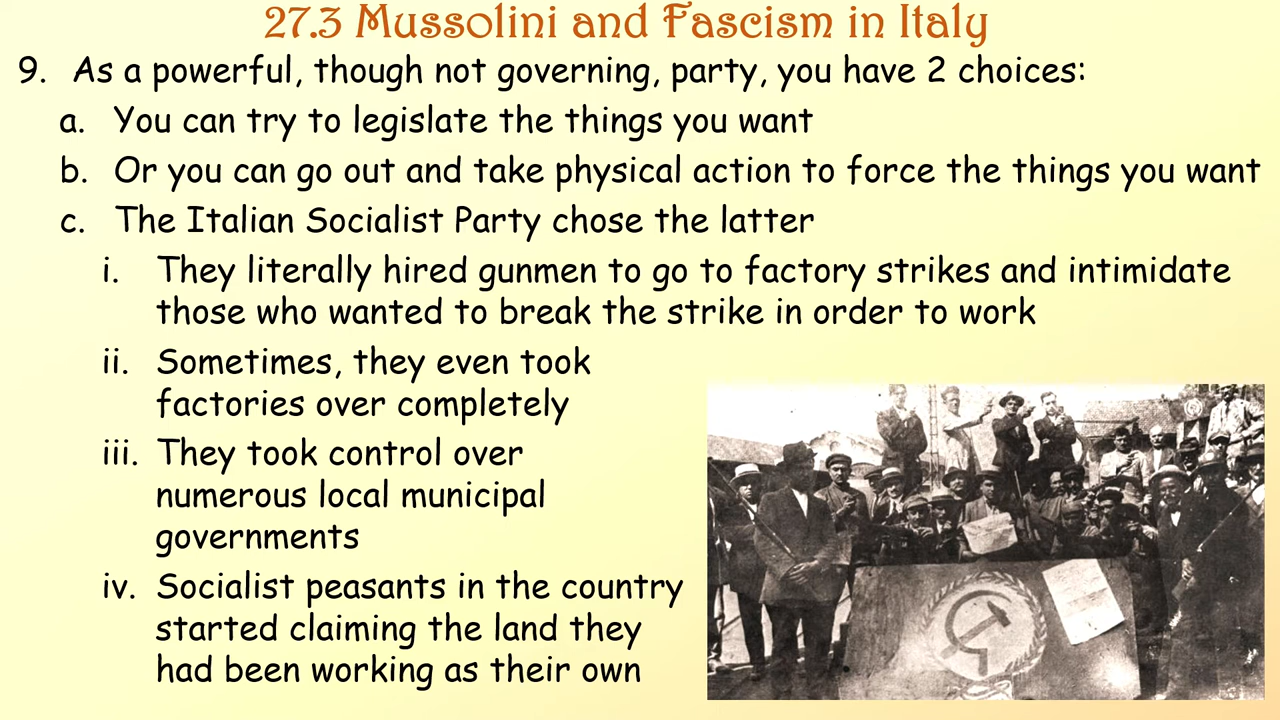 27.3 Mussolini and Fascism in Italy
9. As a powerful, though not governing, party, you have 2 choices:
a. You can try to legislate the things you want
b. Or you can go out and take physical action to force the things you want
c. The Italian Socialist Party chose the latter
i. They literally hired gunmen to go to factory strikes and intimidate
those who wanted to break the strike in order to work
ii. Sometimes, they even took
factories over completely
iii. They took control over
numerous local municipal
governments
iv. Socialist peasants in the country
started claiming the land they
had been working as their own